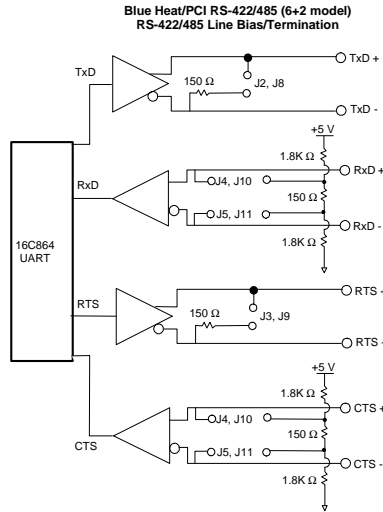 Blue Heat/PCI RS-422/485 (6+2 model)
RS-422/485 Line Bias/Termination
TxD
TxD +
150 Ω
J2, J8
TxD -
+5 V
1.8K Ω
RxD
RxD +
J4, J10
150 Ω
J5, J11
RxD -
1.8K Ω
16C864
UART
RTS
RTS +
150 Ω
J3, J9
RTS -
+5 V
1.8K Ω
CTS +
J4, J10
150 Ω
J5, J11
CTS -
CTS
1.8K Ω